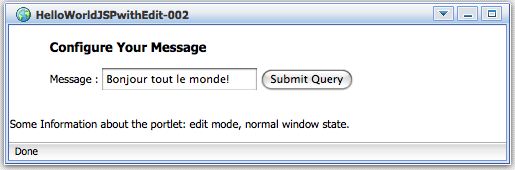 HelloWorldJSPwithEdit-002
Configure Your Message
Message : Bonjour tout le monde! Submit Query
Some Information about the portlet: edit mode, normal window state.
Done